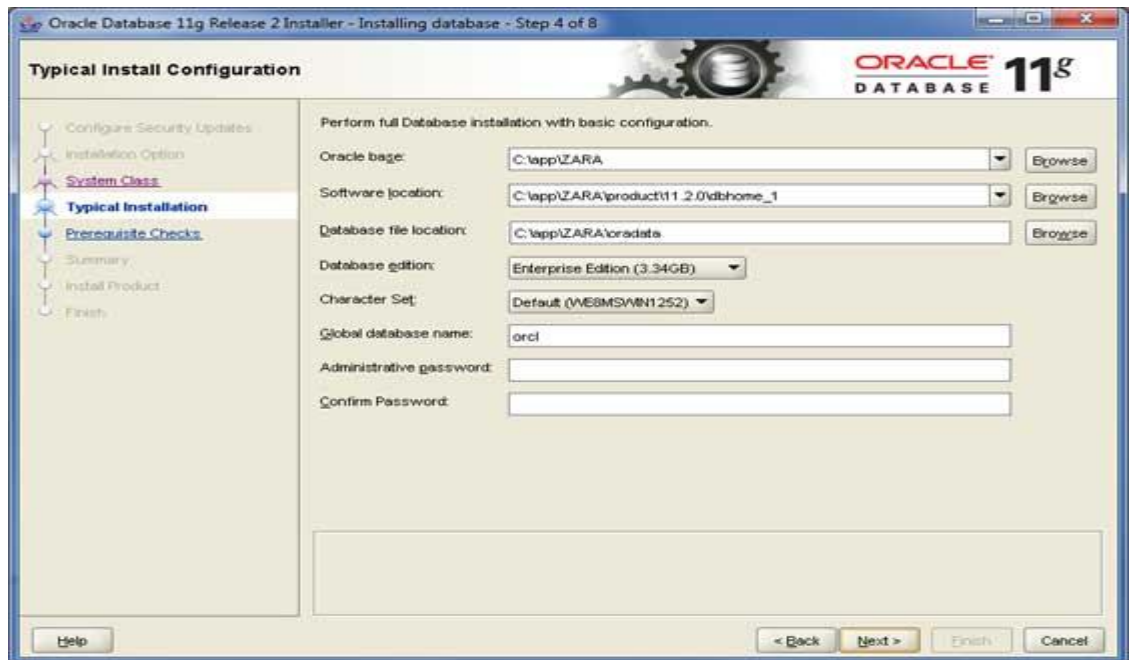 Oracle Database 11g Release 2 Installer - Installing database - Step 4 of 8
Typical Install Configuration
ORACLE DATABASE 11g
Configure Security Updates
Installation Option
System Class
Typical Installation
Prerequisite Checks
Summary
Install Product
Finish
Perform full Database installation with basic configuration.
Oracle base: C:\app\ZARA Browse
Software location: C:\app\ZARA\product\11.2.0\dbhome_1 Browse
Database file location: C:\app\ZARA\oradata Browse
Database edition: Enterprise Edition (3.34GB)
Character Set: Default (WE8MSWIN1252)
Global database name: orcl
Administrative password:
Confirm Password:
Help < Back Next > Finish Cancel